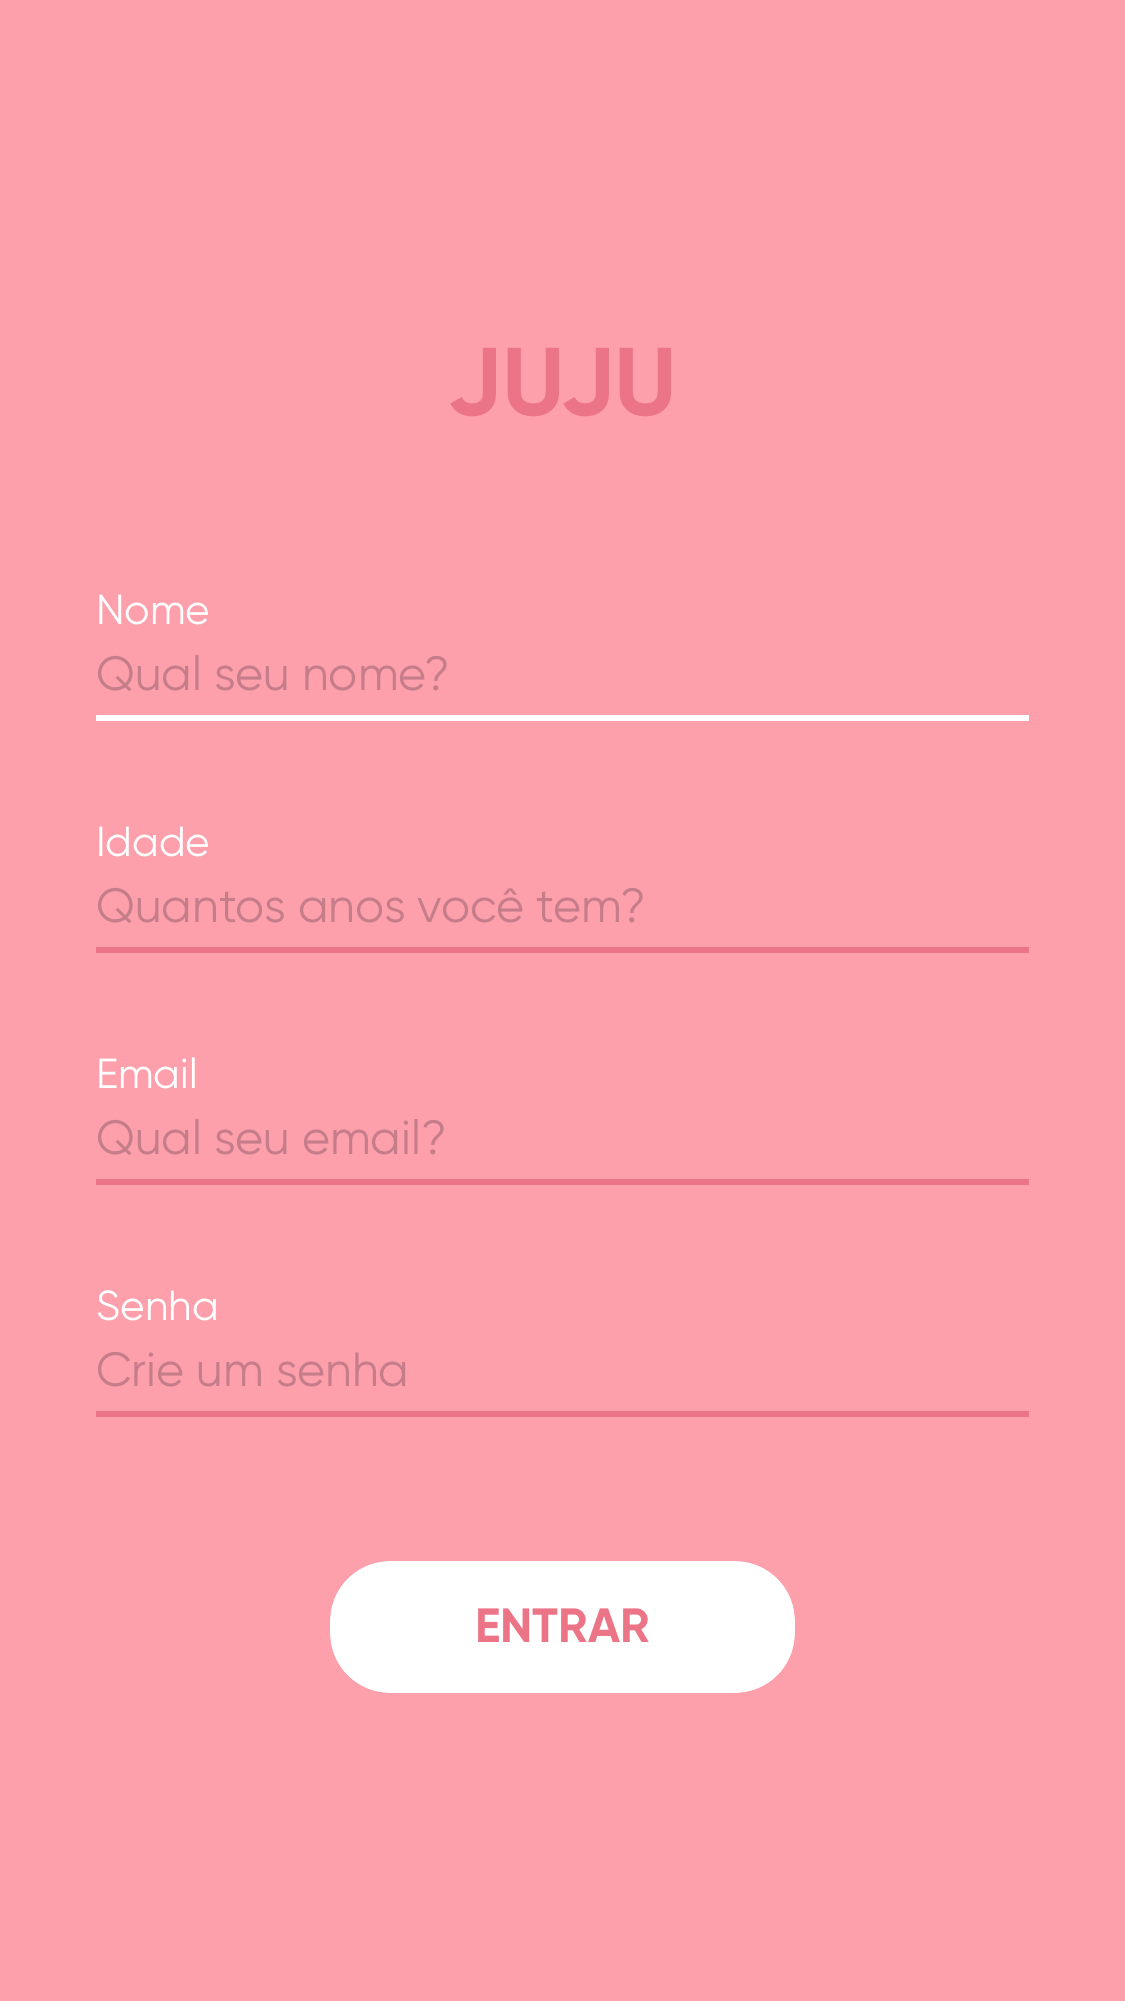 JUJU
Nome
Qual seu nome?
Idade
Quantos anos você tem?
Email
Qual seu email?
Senha
Crie um senha
ENTRAR